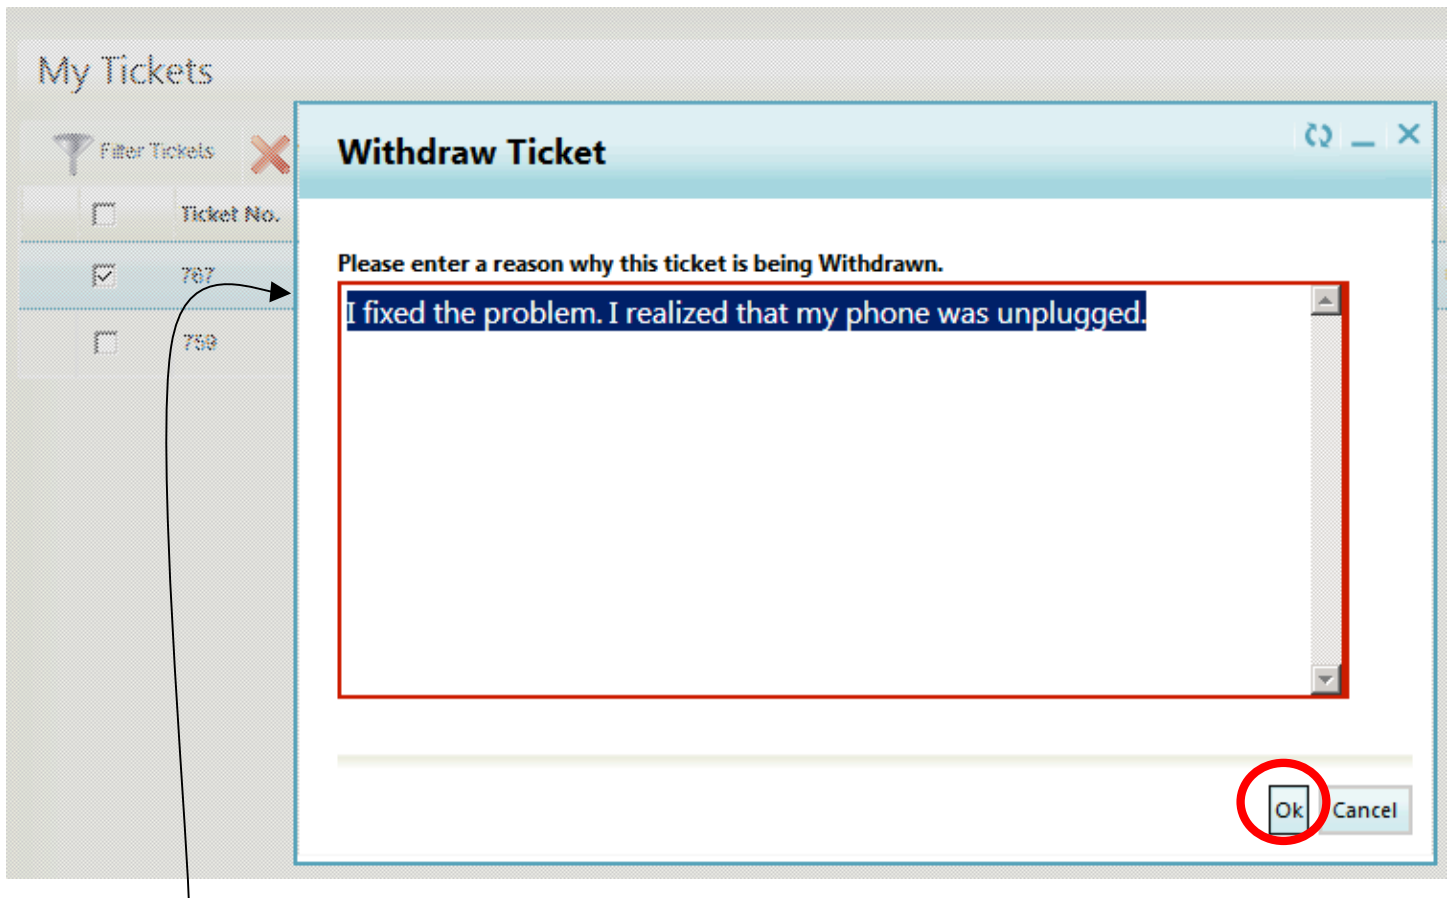 My Tickets
Filter Tickets
Withdraw Ticket
Ticket No.
Please enter a reason why this ticket is being Withdrawn.
767
I fixed the problem. I realized that my phone was unplugged.
759
Ok
Cancel